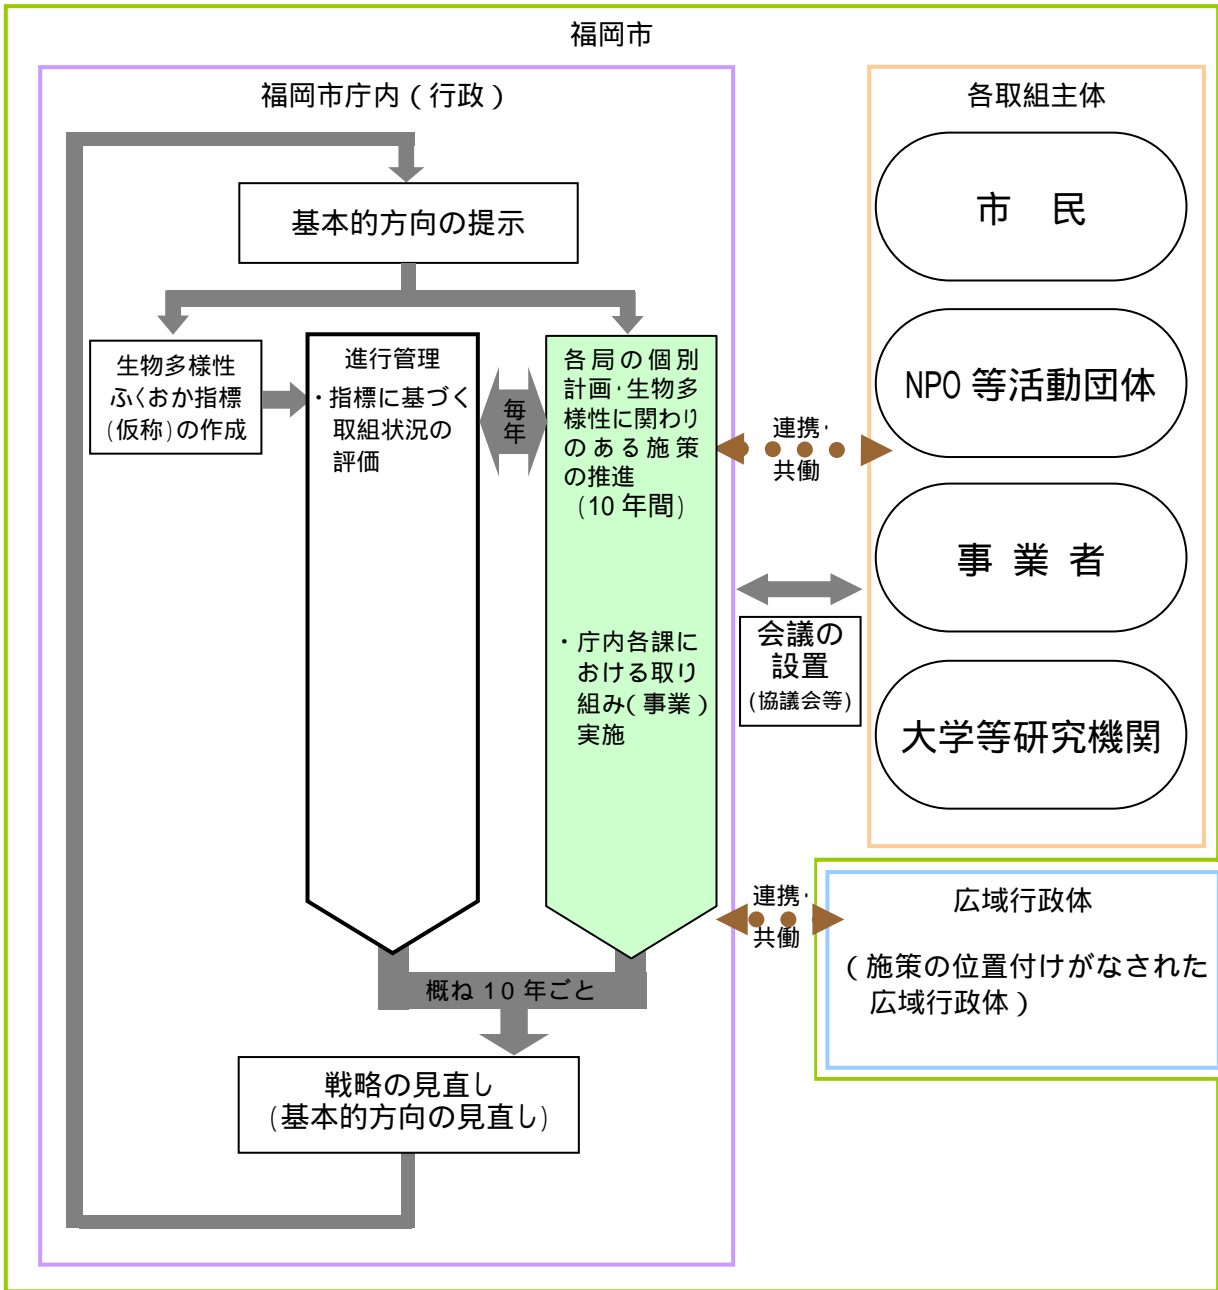 福岡市
福岡市庁内（行政）
基本的方向の提示
生物多様性
ふくおか指標
(仮称)の作成
進行管理
・指標に基づく
取組状況の
評価
毎年
各局の個別
計画・生物多
様性に関わり
のある施策
の推進
(10年間)
・庁内各課に
おける取り
組み(事業)
実施
概ね10年ごと
戦略の見直し
(基本的方向の見直し)
連携・
共働
会議の
設置
(協議会等)
連携・
共働
各取組主体
市　民
NPO等活動団体
事業者
大学等研究機関
広域行政体
（施策の位置付けがなされた
広域行政体）